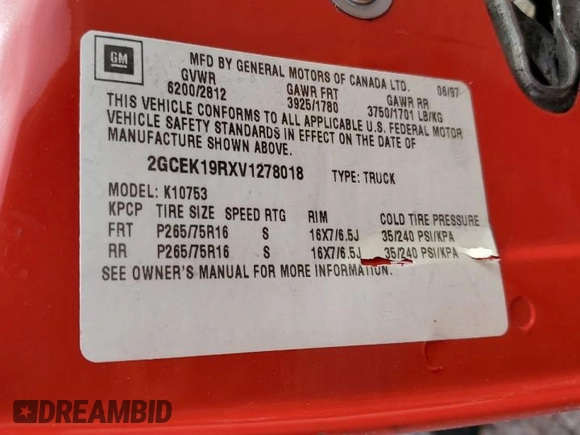 GM
MFD BY GENERAL MOTORS OF CANADA LTD. 06/97
GVWR GAWR FRT GAWR RR
6200/2812 3925/1780 3750/1701 LB/KG
THIS VEHICLE CONFORMS TO ALL APPLICABLE U.S. FEDERAL MOTOR
VEHICLE SAFETY STANDARDS IN EFFECT ON THE DATE OF
MANUFACTURE SHOWN ABOVE.
2GCEK19RXV1278018 TYPE: TRUCK
MODEL: K10753
KPCP TIRE SIZE SPEED RTG RIM COLD TIRE PRESSURE
FRT P265/75R16 S 16X7/6.5J 35/240 PSI/KPA
RR P265/75R16 S 16X7/6.5J 35/240 PSI/KPA
SEE OWNER'S MANUAL FOR MORE INFORMATION.
DREAMBID